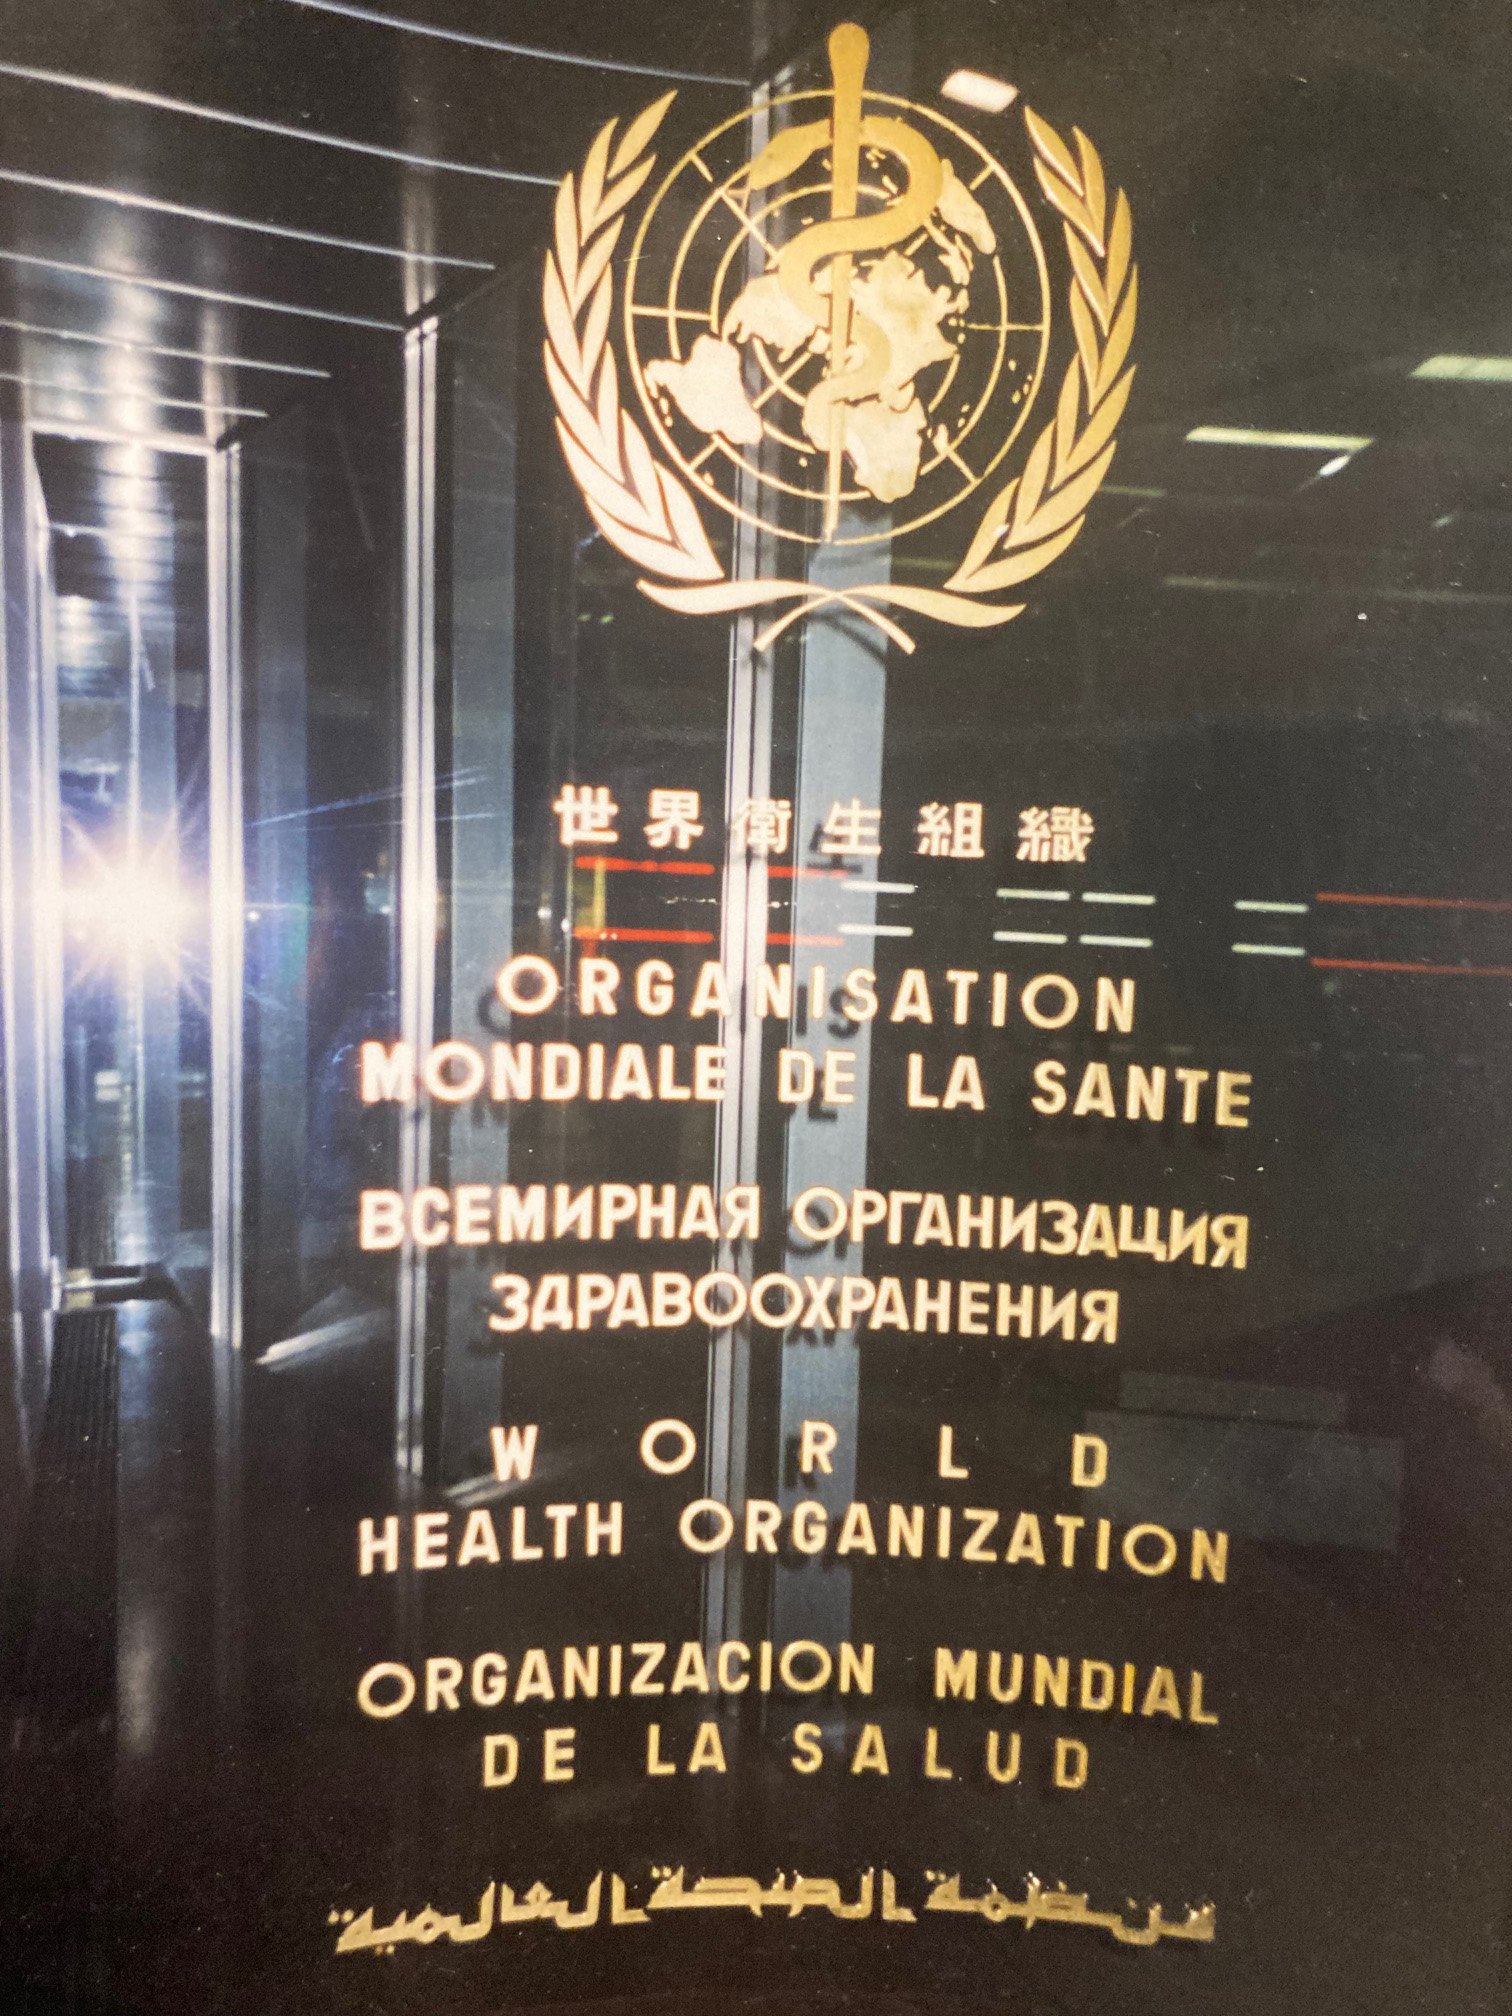 世界衛生組織
ORGANISATION
MONDIALE DE LA SANTE
ВСЕМИРНАЯ ОРГАНИЗАЦИЯ
ЗДРАВООХРАНЕНИЯ
WORLD
HEALTH ORGANIZATION
ORGANIZACION MUNDIAL
DE LA SALUD
منظمة الصحة العالمية